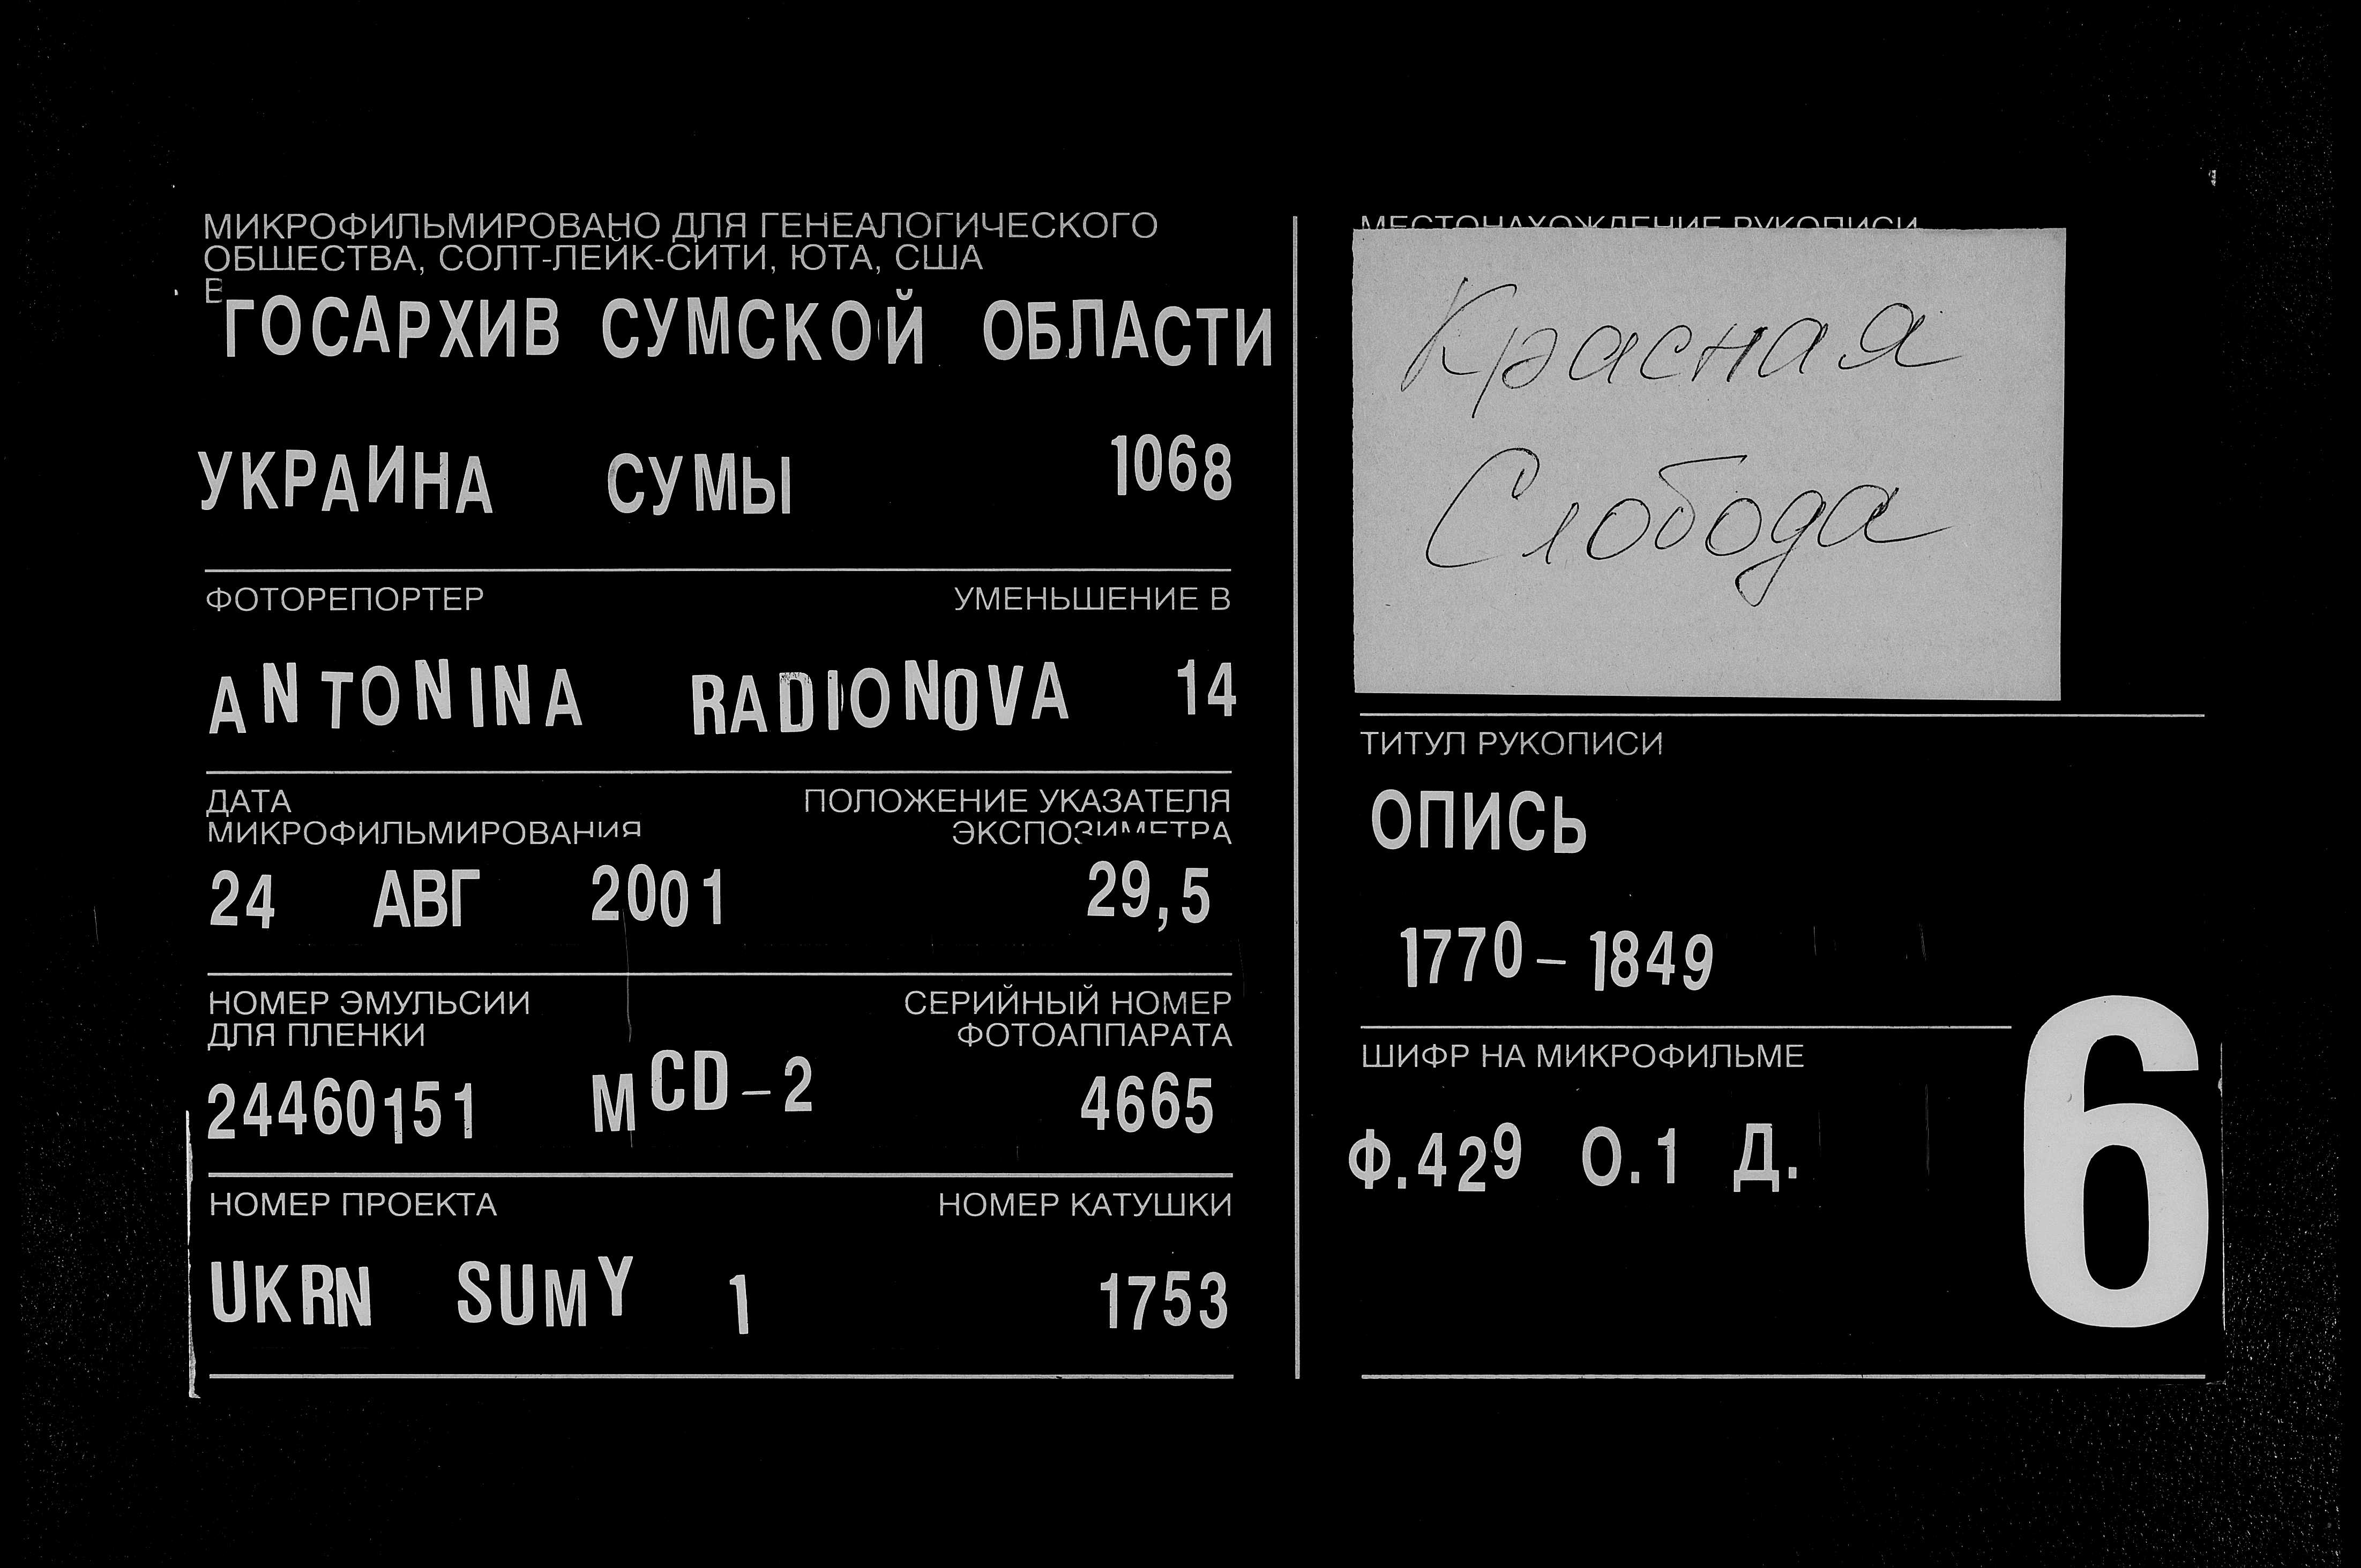 МИКРОФИЛЬМИРОВАНО ДЛЯ ГЕНЕАЛОГИЧЕСКОГО
ОБЩЕСТВА, СОЛТ-ЛЕЙК-СИТИ, ЮТА, США
В
ГОСАРХИВ СУМСКОЙ ОБЛАСТИ
УКРАИНА СУМЫ 1068
ФОТОРЕПОРТЕР УМЕНЬШЕНИЕ В
ANTONINA RADIONOVA 14
ДАТА ПОЛОЖЕНИЕ УКАЗАТЕЛЯ
МИКРОФИЛЬМИРОВАНИЯ ЭКСПОЗИМЕТРА
24 АВГ 2001 29,5
НОМЕР ЭМУЛЬСИИ СЕРИЙНЫЙ НОМЕР
ДЛЯ ПЛЕНКИ ФОТОАППАРАТА
24460151 MCD-2 4665
НОМЕР ПРОЕКТА НОМЕР КАТУШКИ
UKRN SUMY 1 1753
МЕСТОНАХОЖДЕНИЕ РУКОПИСИ
Красная
Слобода
ТИТУЛ РУКОПИСИ
ОПИСЬ
1770-1849
ШИФР НА МИКРОФИЛЬМЕ
Ф.429 О.1 Д.
6